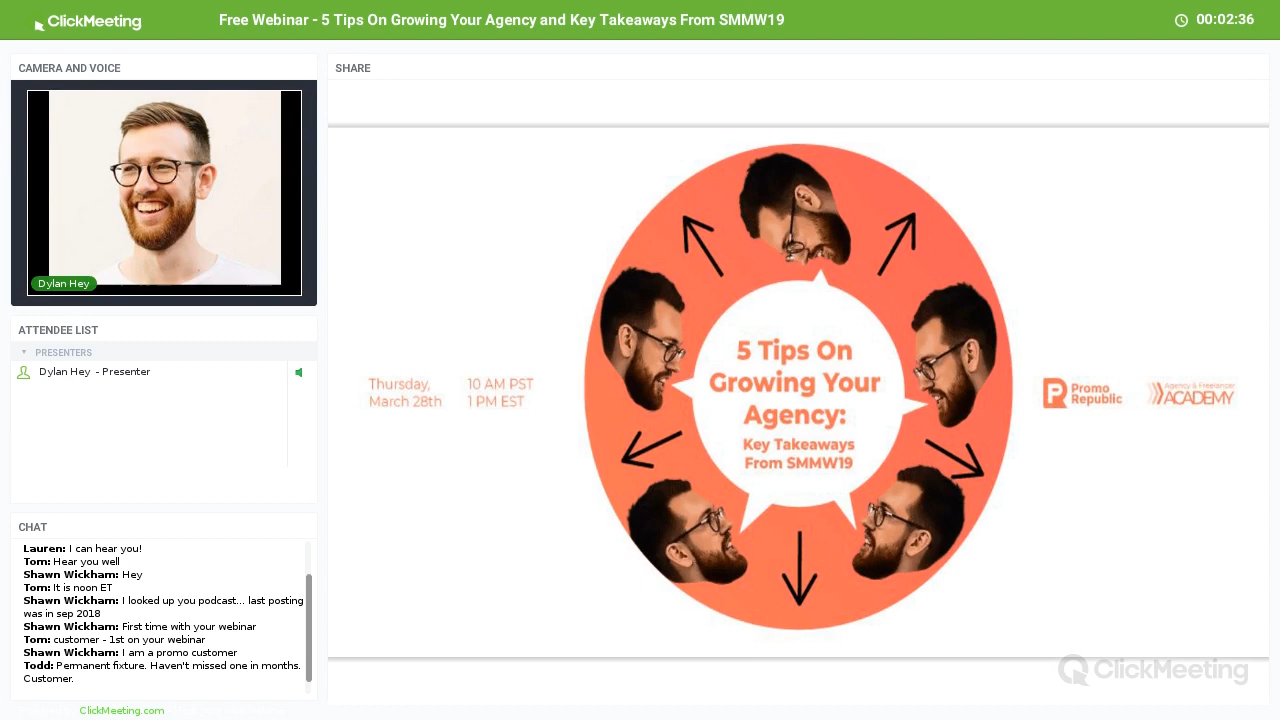 ClickMeeting
Free Webinar - 5 Tips On Growing Your Agency and Key Takeaways From SMMW19
00:02:36
CAMERA AND VOICE
Dylan Hey
ATTENDEE LIST
PRESENTERS
Dylan Hey - Presenter
CHAT
Lauren: I can hear you!
Tom: Hear you well
Shawn Wickham: Hey
Tom: It is noon ET
Shawn Wickham: I looked up you podcast... last posting
was in sep 2018
Shawn Wickham: First time with your webinar
Tom: customer - 1st on your webinar
Shawn Wickham: I am a promo customer
Todd: Permanent fixture. Haven't missed one in months.
Customer.
ClickMeeting.com
SHARE
Thursday,
March 28th
10 AM PST
1 PM EST
5 Tips On
Growing Your
Agency:
Key Takeaways
From SMMW19
Promo
Republic
Agency & Freelancer
ACADEMY
ClickMeeting